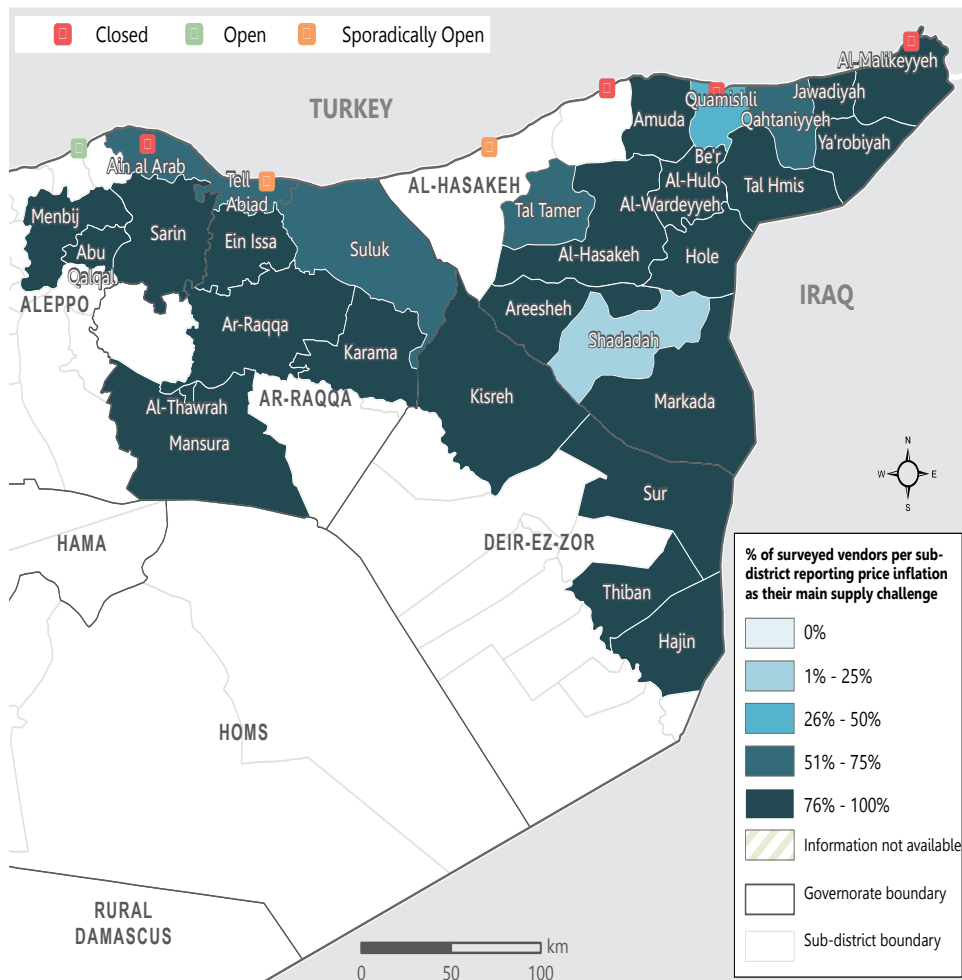 Closed
Open
Sporadically Open
TURKEY
Al-Malikeyyeh
Quamishli
Jawadiyah
Amuda
Qahtaniyyeh
Ya'robiyah
Ain al Arab
Be'r
Al-Hulo
Al-Wardeyyeh
Tal Hmis
Tell
Abiad
AL-HASAKEH
Menbij
Sarin
Ein Issa
Tal Tamer
Suluk
Abu
Qalqal
Al-Hasakeh
Hole
ALEPPO
IRAQ
Ar-Raqqa
Areesheh
Karama
Shadadah
AR-RAQQA
Kisreh
Markada
Al-Thawrah
Mansura
Sur
HAMA
DEIR-EZ-ZOR
Thiban
Hajin
HOMS
RURAL
DAMASCUS
N
W
E
S
% of surveyed vendors per sub-
district reporting price inflation
as their main supply challenge
0%
1% - 25%
26% - 50%
51% - 75%
76% - 100%
Information not available
Governorate boundary
Sub-district boundary
km
0 50 100